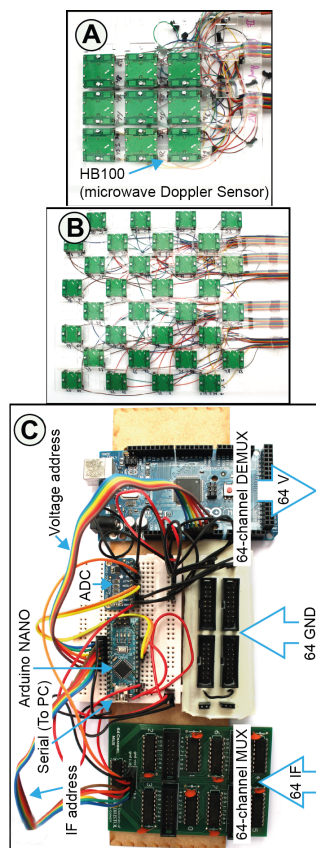 A
HB100
(microwave Doppler Sensor)
B
C
Voltage address
64-channel DEMUX
64 V
ADC
64 GND
Arduino NANO
Serial (To PC)
IF address
64-channel MUX
64 IF